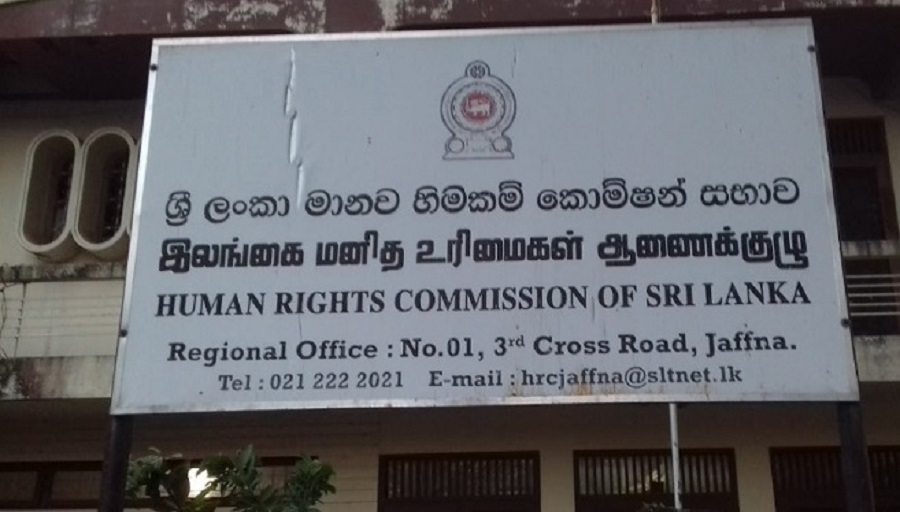 ශ්‍රී ලංකා මානව හිමිකම් කොමිෂන් සභාව
இலங்கை மனித உரிமைகள் ஆணைக்குழு
HUMAN RIGHTS COMMISSION OF SRI LANKA
Regional Office : No.01, 3rd Cross Road, Jaffna.
Tel : 021 222 2021 E-mail : hrcjaffna@sltnet.lk